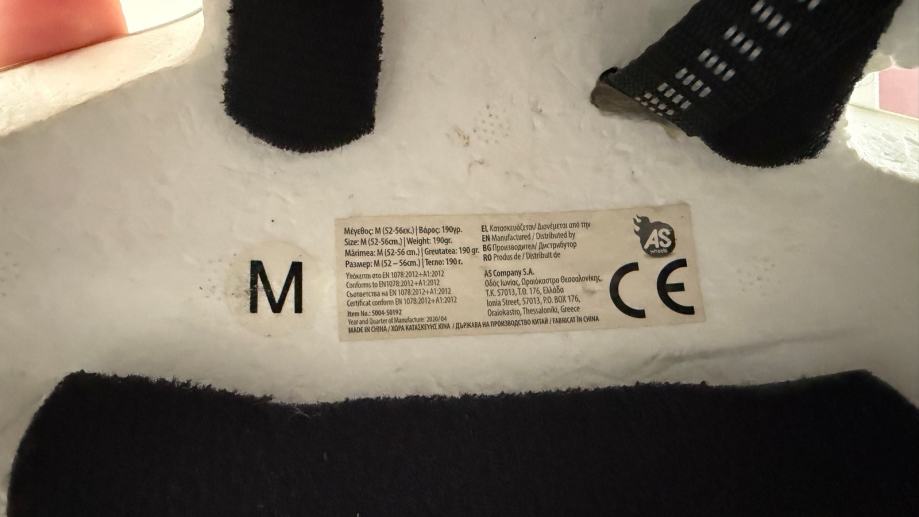 M
Μέγεθος: M (52-56εκ.) | Βάρος: 190γρ.
Size: M (52-56cm.) | Weight: 190gr.
Mărimea: M (52-56 cm.) | Greutatea: 190 gr.
Размер: M (52 – 56cm.) | Тегло: 190 г.
Υπόκειται στο EN 1078:2012+A1:2012
Conforms to EN1078:2012+A1:2012
Съответства на EN 1078:2012+A1:2012
Certificat conform EN 1078:2012+A1:2012
Item No.: 5004-50192
Year and Quarter of Manufacture: 2020/04
MADE IN CHINA / ΧΩΡΑ ΚΑΤΑΣΚΕΥΗΣ ΚΙΝΑ / ДЪРЖАВА НА ПРОИЗВОДСТВО КИТАЙ / FABRICAT ÎN CHINA
EL Κατασκευάζεται/ Διανέμεται από την
EN Manufactured / Distributed by
BG Производител/ Дистрибутор
RO Produs de / Distribuit de
AS Company S.A.
Οδός Ιωνίας, Ωραιόκαστρο Θεσσαλονίκης,
Τ.Κ. 57013, Τ.Θ. 176, Ελλάδα
Ionia Street, 57013, P.O. BOX 176,
Oraiokastro, Thessaloniki, Greece
AS
CE